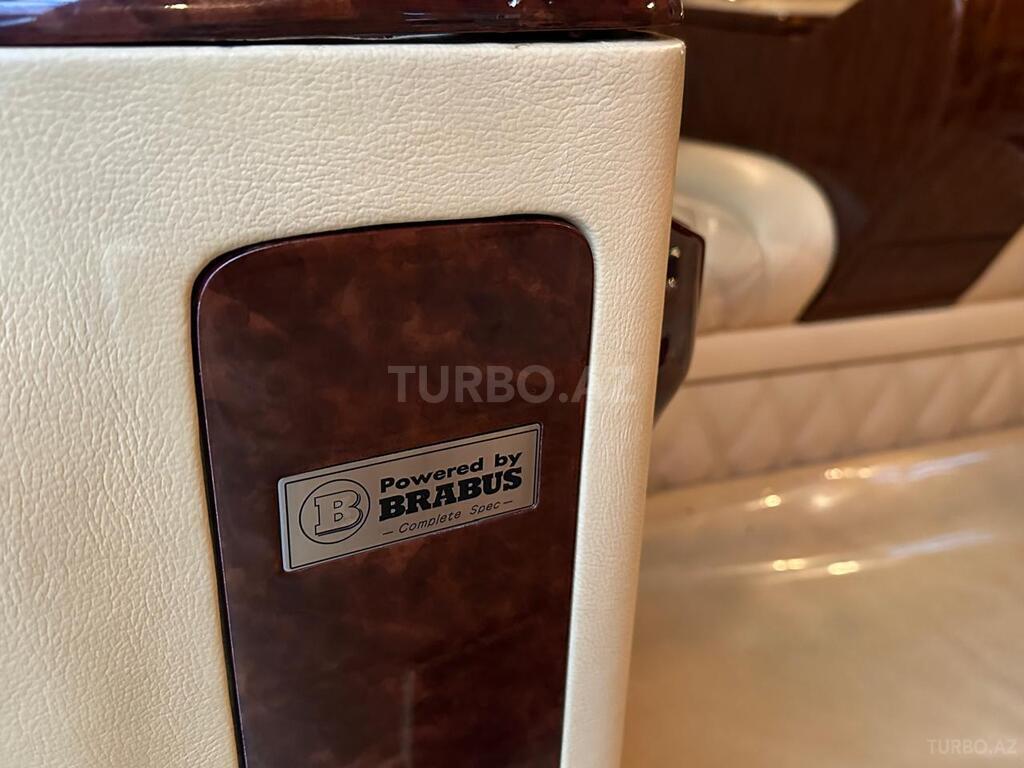 TURBO.AZ
B
Powered by
BRABUS
— Complete Spec —
TURBO.AZ